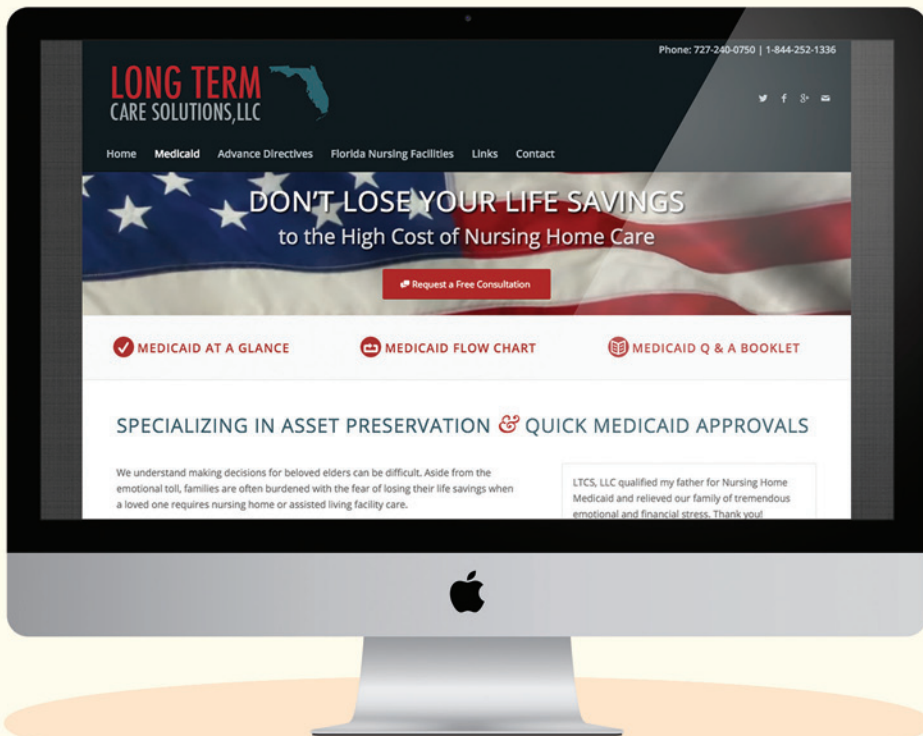 Phone: 727-240-0750 | 1-844-252-1336
LONG TERM
CARE SOLUTIONS,LLC
Home Medicaid Advance Directives Florida Nursing Facilities Links Contact
DON'T LOSE YOUR LIFE SAVINGS
to the High Cost of Nursing Home Care
Request a Free Consultation
MEDICAID AT A GLANCE MEDICAID FLOW CHART MEDICAID Q & A BOOKLET
SPECIALIZING IN ASSET PRESERVATION & QUICK MEDICAID APPROVALS
We understand making decisions for beloved elders can be difficult. Aside from the
emotional toll, families are often burdened with the fear of losing their life savings when
a loved one requires nursing home or assisted living facility care.
LTCS, LLC qualified my father for Nursing Home
Medicaid and relieved our family of tremendous
emotional and financial stress. Thank you!